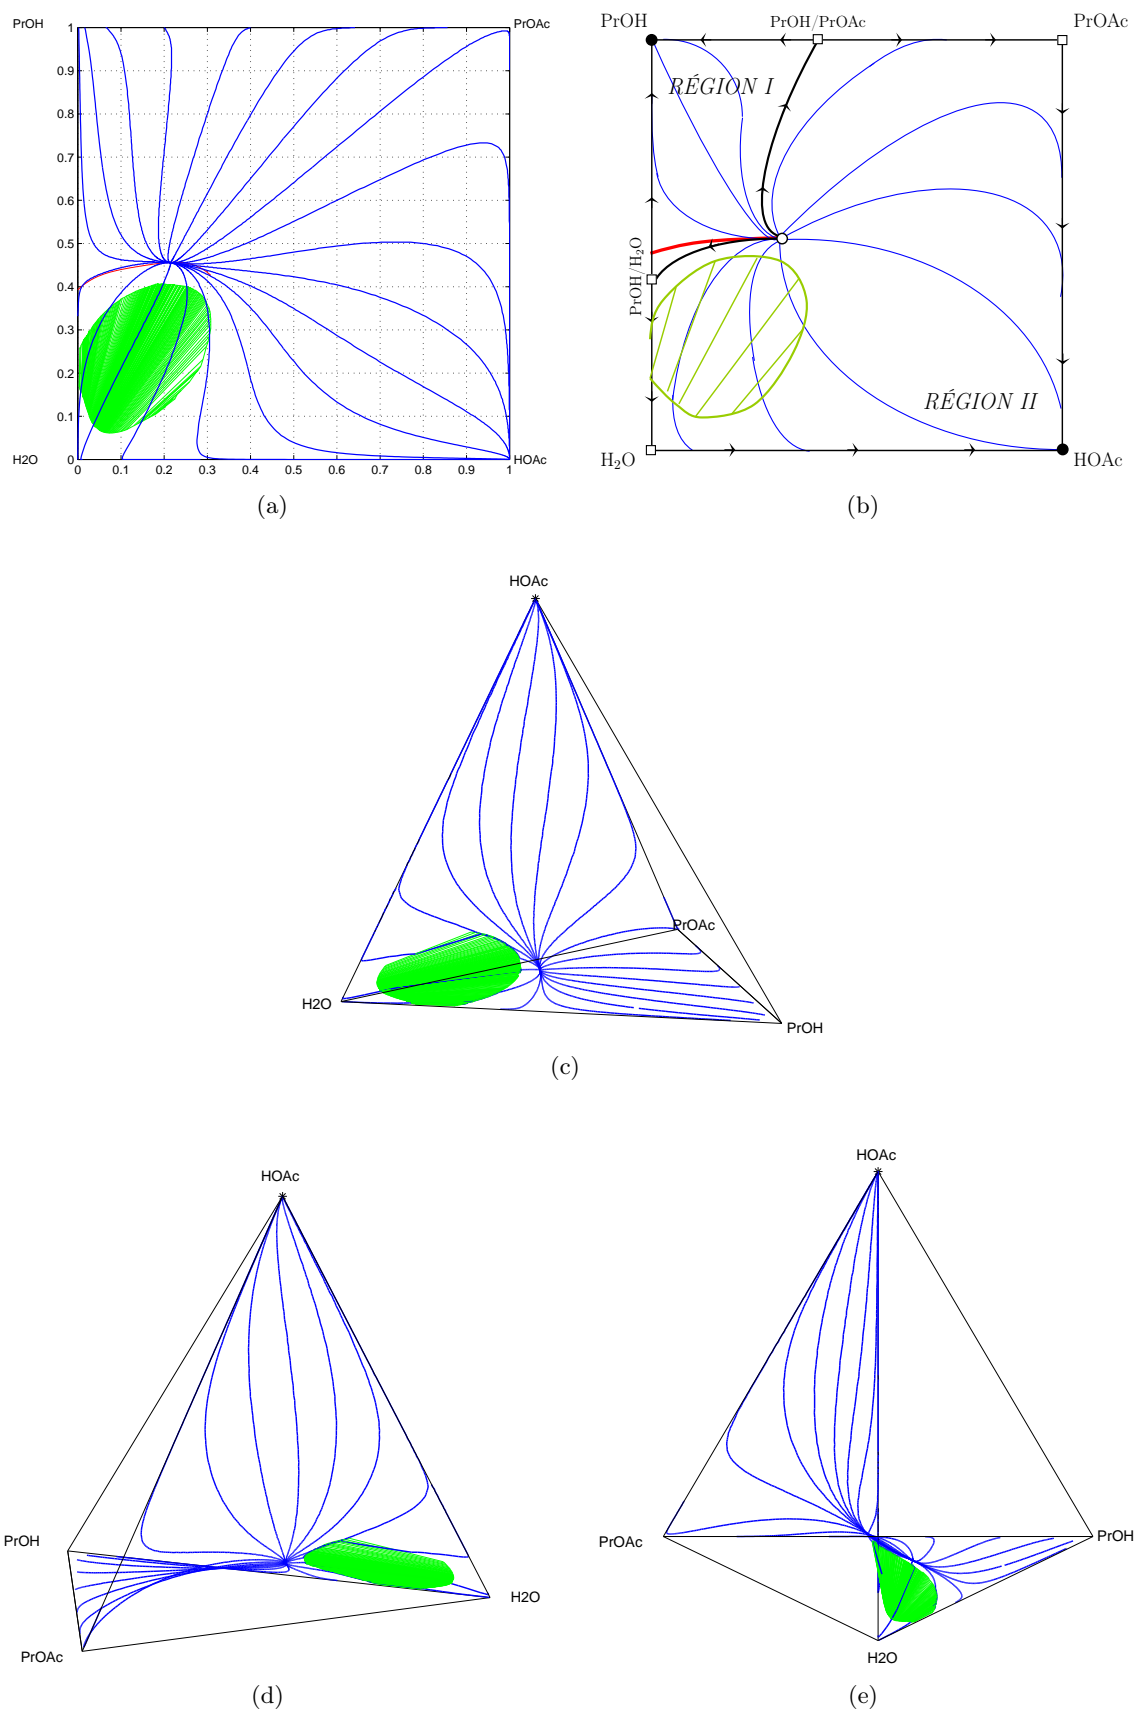 PrOH
PrOAc
1
0.9
0.8
0.7
0.6
0.5
0.4
0.3
0.2
0.1
0
H2O
0 0.1 0.2 0.3 0.4 0.5 0.6 0.7 0.8 0.9 1
HOAc
(a)
PrOH
PrOH/PrOAc
PrOAc
RÉGION I
PrOH/H₂O
RÉGION II
H₂O
HOAc
(b)
HOAc
PrOAc
H2O
PrOH
(c)
HOAc
PrOH
H2O
PrOAc
(d)
HOAc
PrOAc
PrOH
H2O
(e)